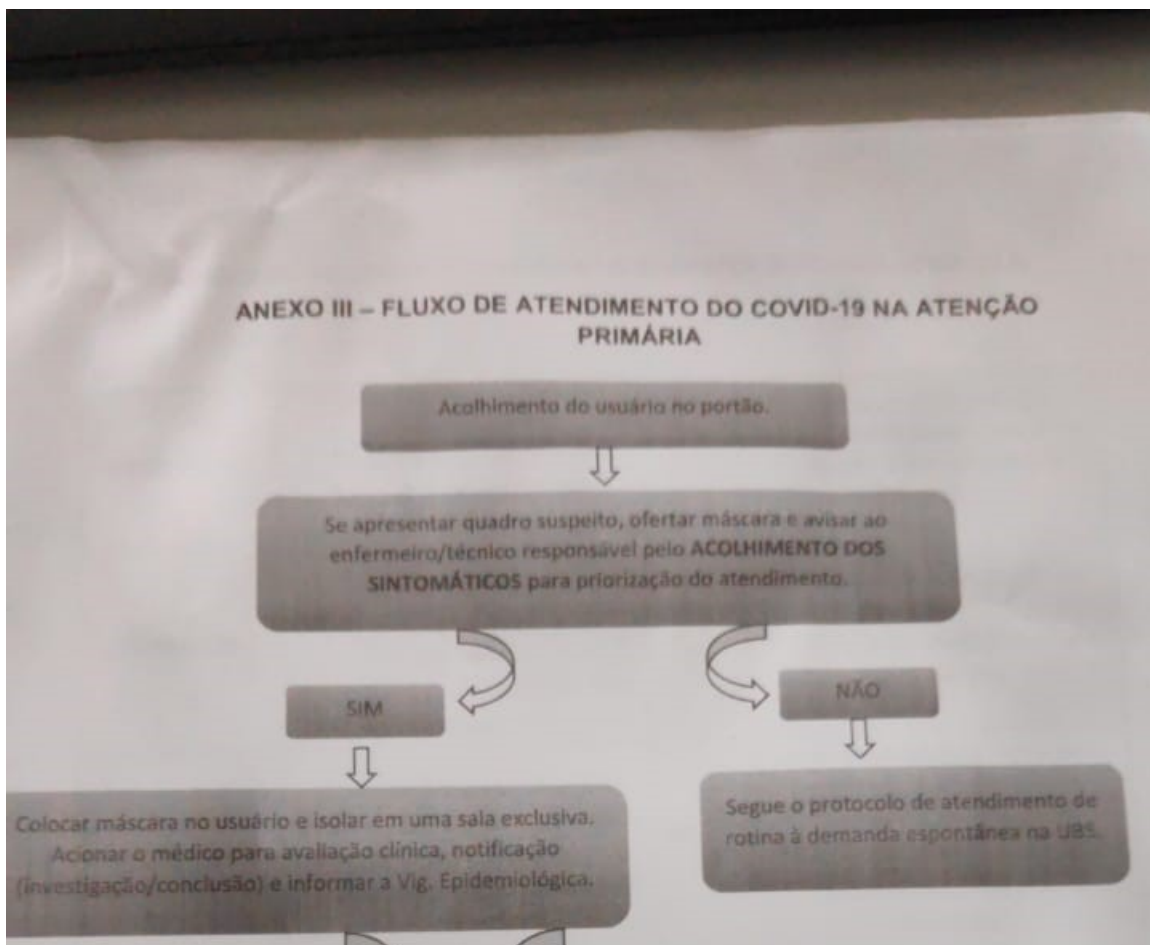 ANEXO III – FLUXO DE ATENDIMENTO DO COVID-19 NA ATENÇÃO
PRIMÁRIA
Acolhimento do usuário no portão.
Se apresentar quadro suspeito, ofertar máscara e avisar ao
enfermeiro/técnico responsável pelo ACOLHIMENTO DOS
SINTOMÁTICOS para priorização do atendimento.
SIM
NÃO
Colocar máscara no usuário e isolar em uma sala exclusiva.
Acionar o médico para avaliação clínica, notificação
(investigação/conclusão) e informar a Vig. Epidemiológica.
Segue o protocolo de atendimento de
rotina à demanda espontânea na UBS.